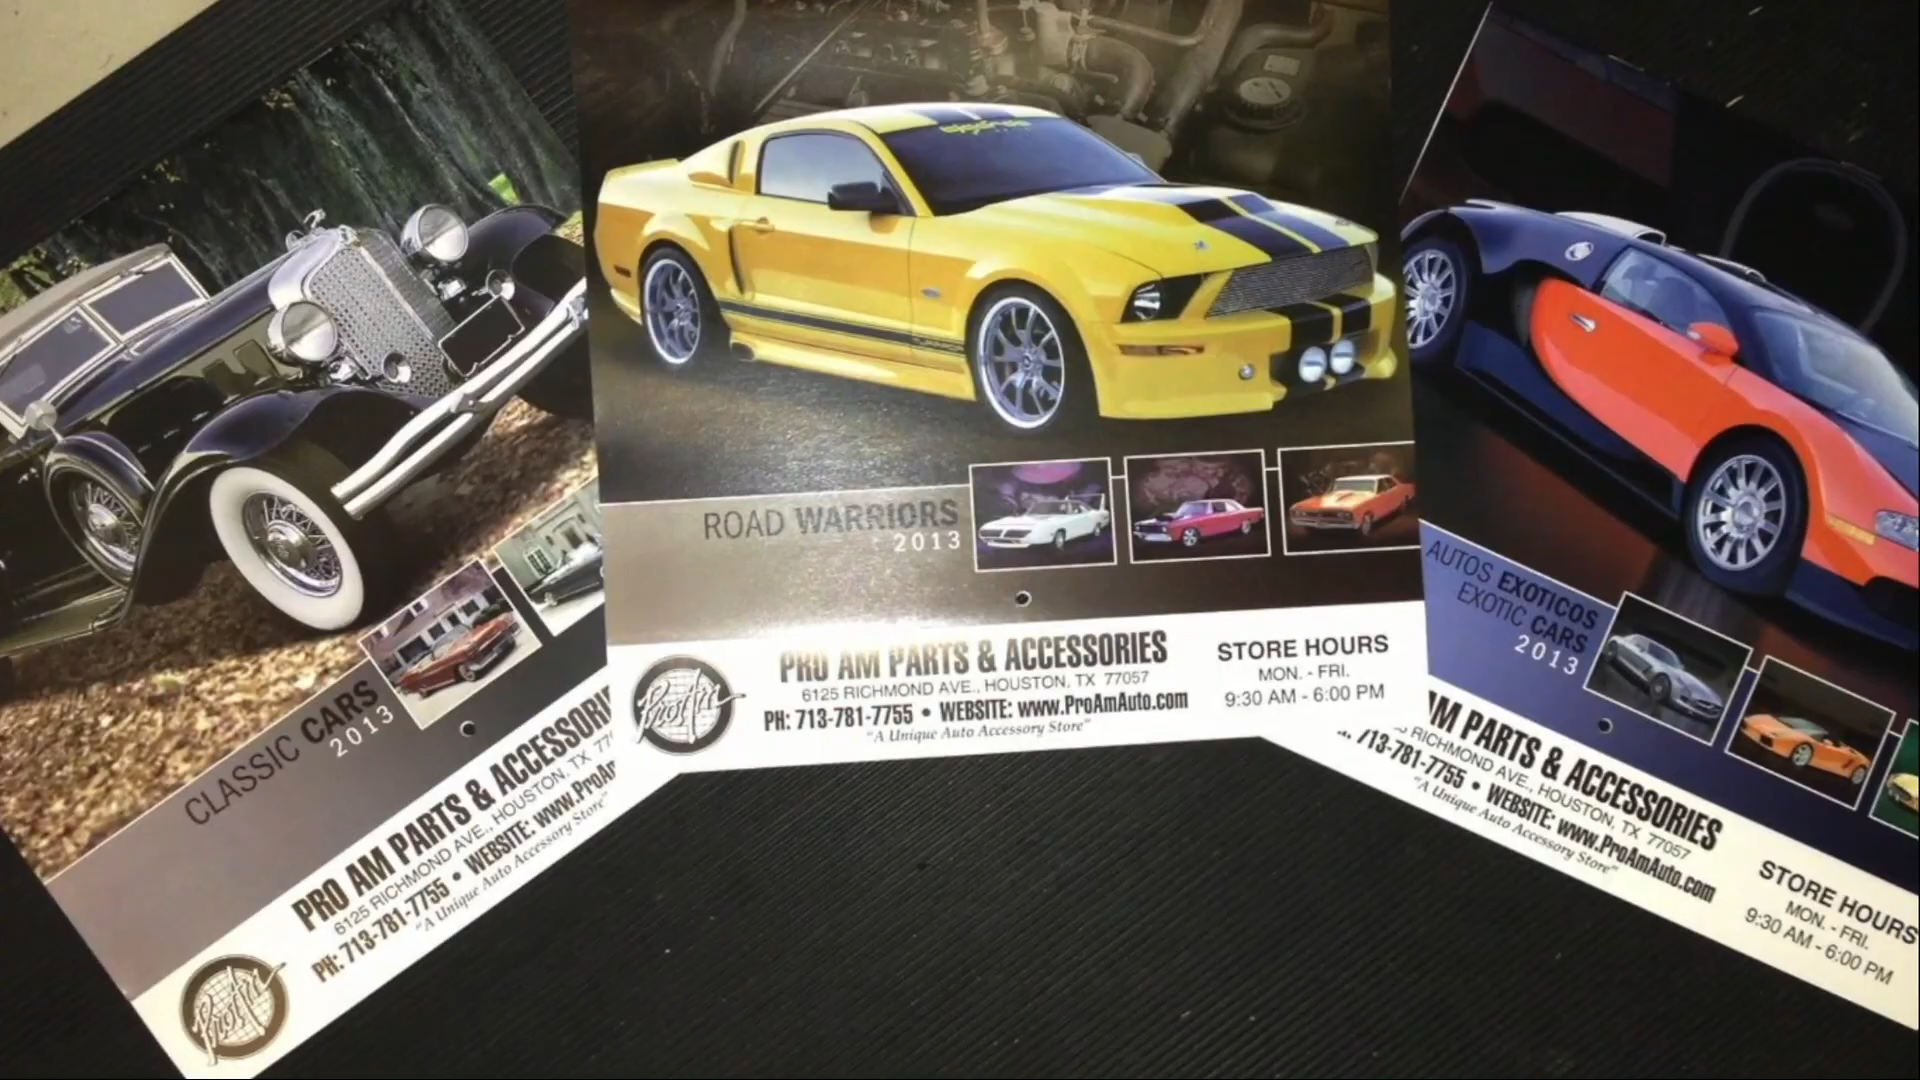 CLASSIC CARS
2013
PRO AM PARTS & ACCESSORI
6125 RICHMOND AVE., HOUSTON, TX 77
PH: 713-781-7755 • WEBSITE: www.ProAm
"A Unique Auto Accessory Store"
ProAm
ROAD WARRIORS
2013
ProAm
PRO AM PARTS & ACCESSORIES
6125 RICHMOND AVE., HOUSTON, TX 77057
PH: 713-781-7755 • WEBSITE: www.ProAmAuto.com
"A Unique Auto Accessory Store"
STORE HOURS
MON. - FRI.
9:30 AM - 6:00 PM
AUTOS EXOTICOS
EXOTIC CARS
2013
M PARTS & ACCESSORIES
RICHMOND AVE., HOUSTON, TX 77057
713-781-7755 • WEBSITE: www.ProAmAuto.com
"A Unique Auto Accessory Store"
STORE HOURS
MON. - FRI.
9:30 AM - 6:00 PM